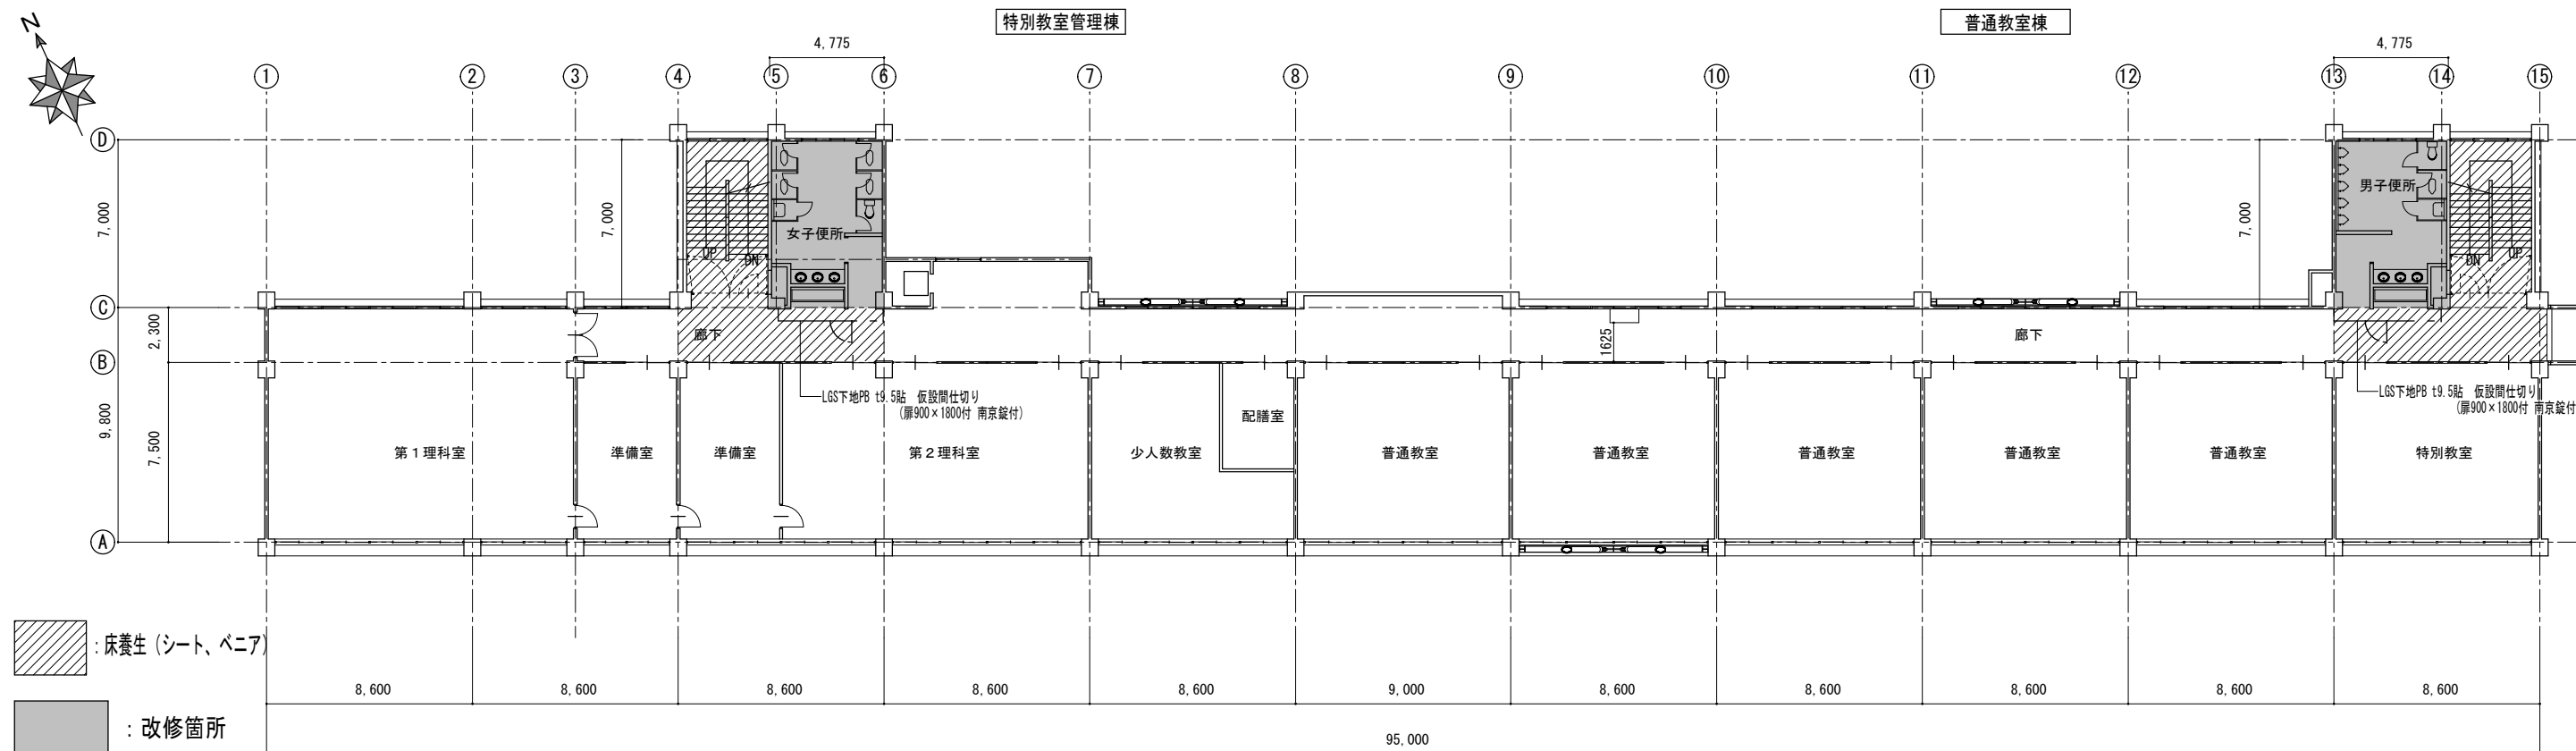 N
特別教室管理棟
普通教室棟
4,775
4,775
1
2
3
4
5
6
7
8
9
10
11
12
13
14
15
D
C
B
A
7,000
7,000
7,000
2,300
9,800
7,500
UP
DN
女子便所
男子便所
DN
UP
廊下
1625
廊下
LGS下地PB t9.5貼 仮設間仕切り
(扉900×1800付 南京錠付)
LGS下地PB t9.5貼 仮設間仕切り
(扉900×1800付 南京錠付
第1理科室
準備室
準備室
第2理科室
少人数教室
配膳室
普通教室
普通教室
普通教室
普通教室
普通教室
特別教室
:床養生(シート、ベニア)
:改修箇所
8,600
8,600
8,600
8,600
8,600
9,000
8,600
8,600
8,600
8,600
8,600
95,000